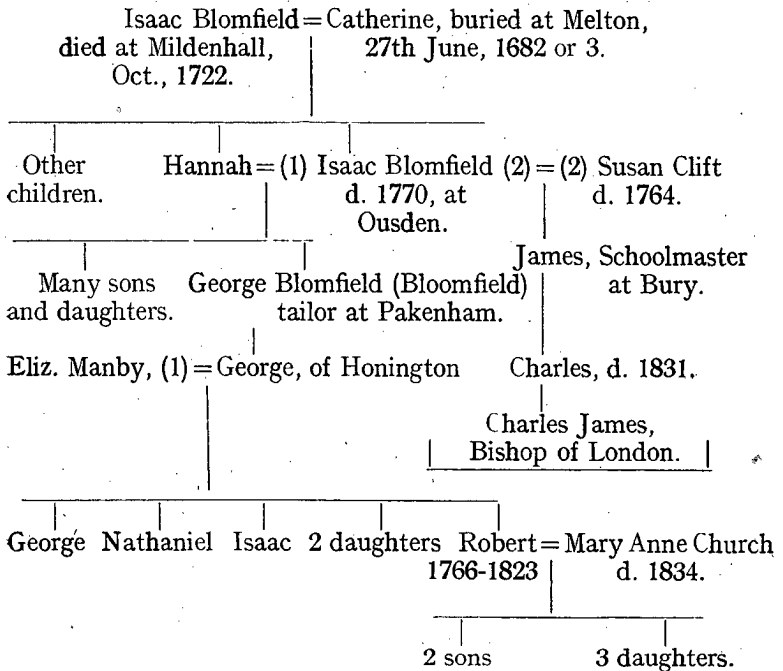 Isaac Blomfield = Catherine, buried at Melton,
died at Mildenhall, 27th June, 1682 or 3.
Oct., 1722.
Other Hannah = (1) Isaac Blomfield (2) = (2) Susan Clift
children. d. 1770, at d. 1764.
Ousden.
James, Schoolmaster
Many sons George Blomfield (Bloomfield) at Bury.
and daughters. tailor at Pakenham.
Eliz. Manby, (1) = George, of Honington Charles, d. 1831.
Charles James,
Bishop of London.
George Nathaniel Isaac 2 daughters Robert = Mary Anne Church
1766-1823 d. 1834.
2 sons 3 daughters.